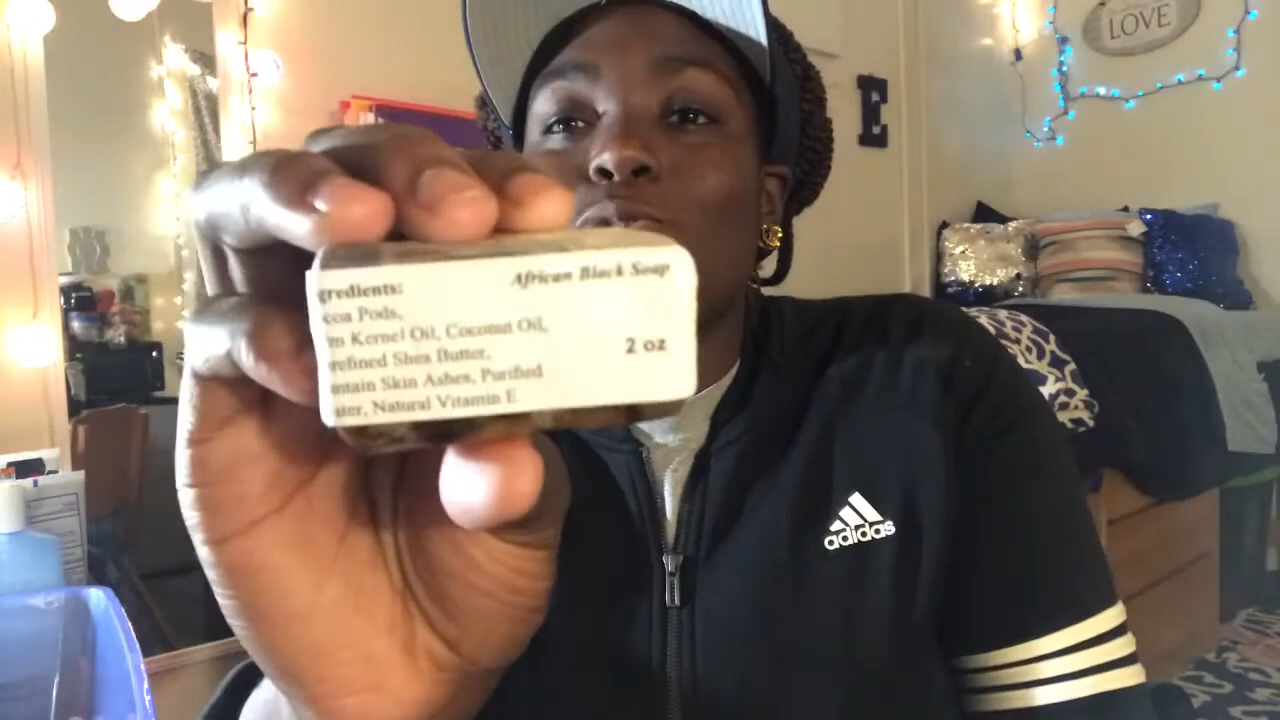 LOVE
E
gredients:
African Black Soap
coa Pods,
m Kernel Oil, Coconut Oil,
refined Shea Butter,
2 oz
ntain Skin Ashes, Purified
ater, Natural Vitamin E
adidas